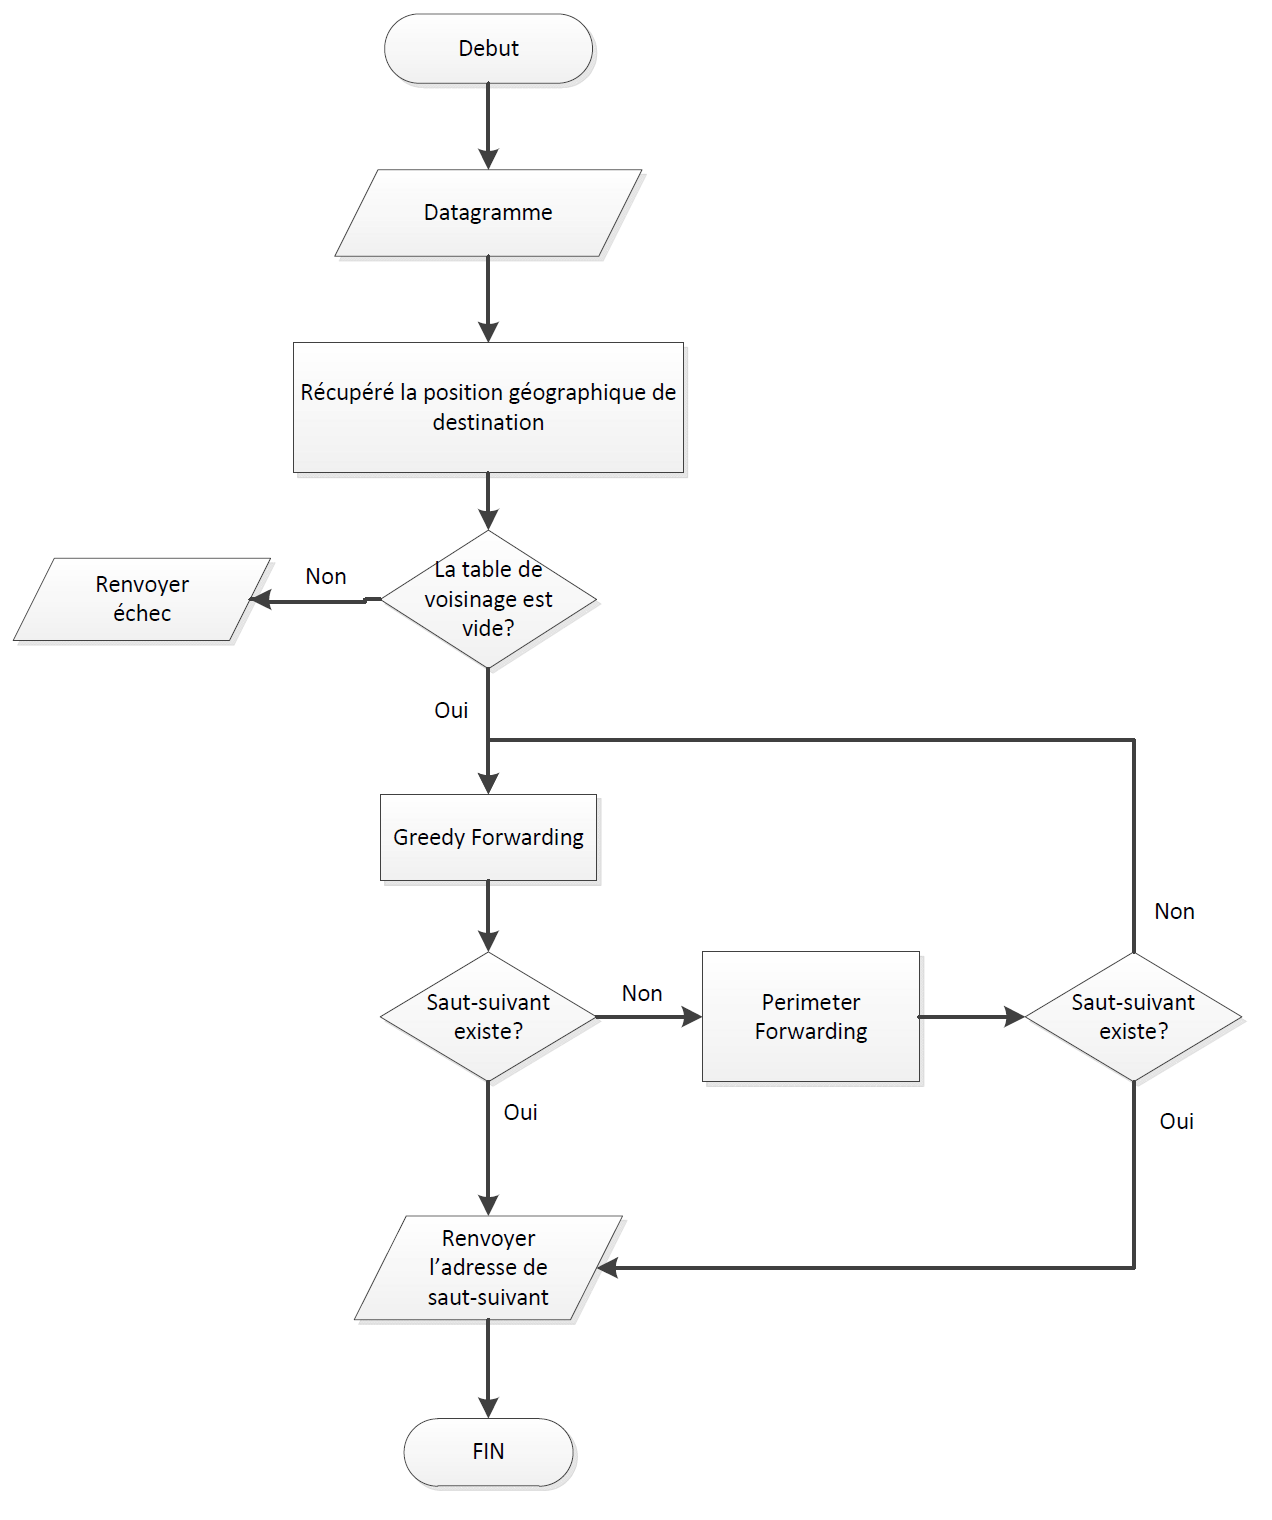 Debut
Datagramme
Récupéré la position géographique de
destination
La table de
voisinage est
vide?
Non
Renvoyer
échec
Oui
Greedy Forwarding
Saut-suivant
existe?
Non
Perimeter
Forwarding
Saut-suivant
existe?
Non
Oui
Oui
Renvoyer
l’adresse de
saut-suivant
FIN